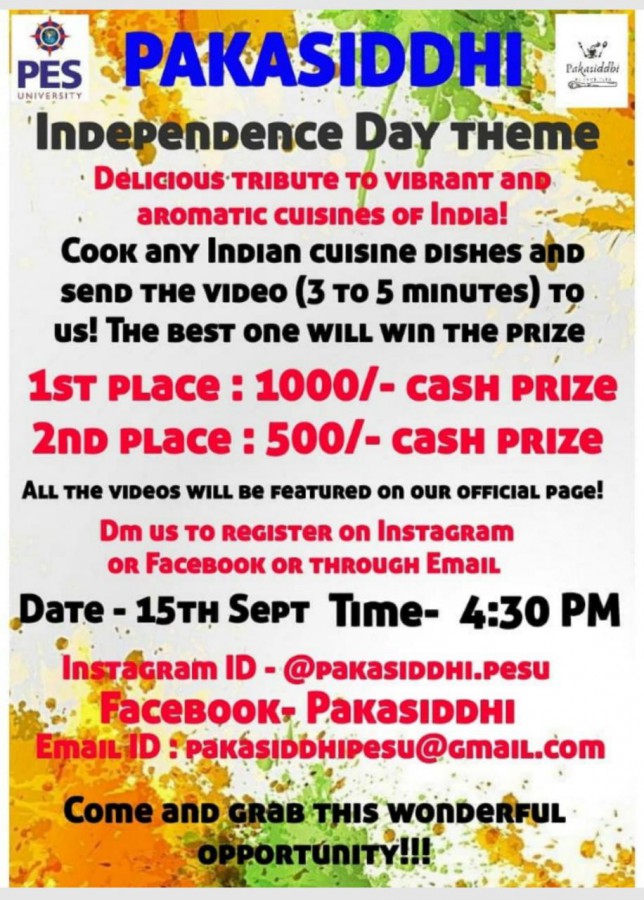 PES
UNIVERSITY
PAKASIDDHI
Pakasiddhi
Independence Day theme
Delicious tribute to vibrant and
aromatic cuisines of India!
Cook any Indian cuisine dishes and
send the video (3 to 5 minutes) to
us! The best one will win the prize
1st place : 1000/- cash prize
2nd place : 500/- cash prize
All the videos will be featured on our official page!
Dm us to register on Instagram
or Facebook or through Email
Date - 15th Sept Time- 4:30 PM
Instagram ID - @pakasiddhi.pesu
Facebook- Pakasiddhi
Email ID : pakasiddhipesu@gmail.com
Come and grab this wonderful
opportunity!!!